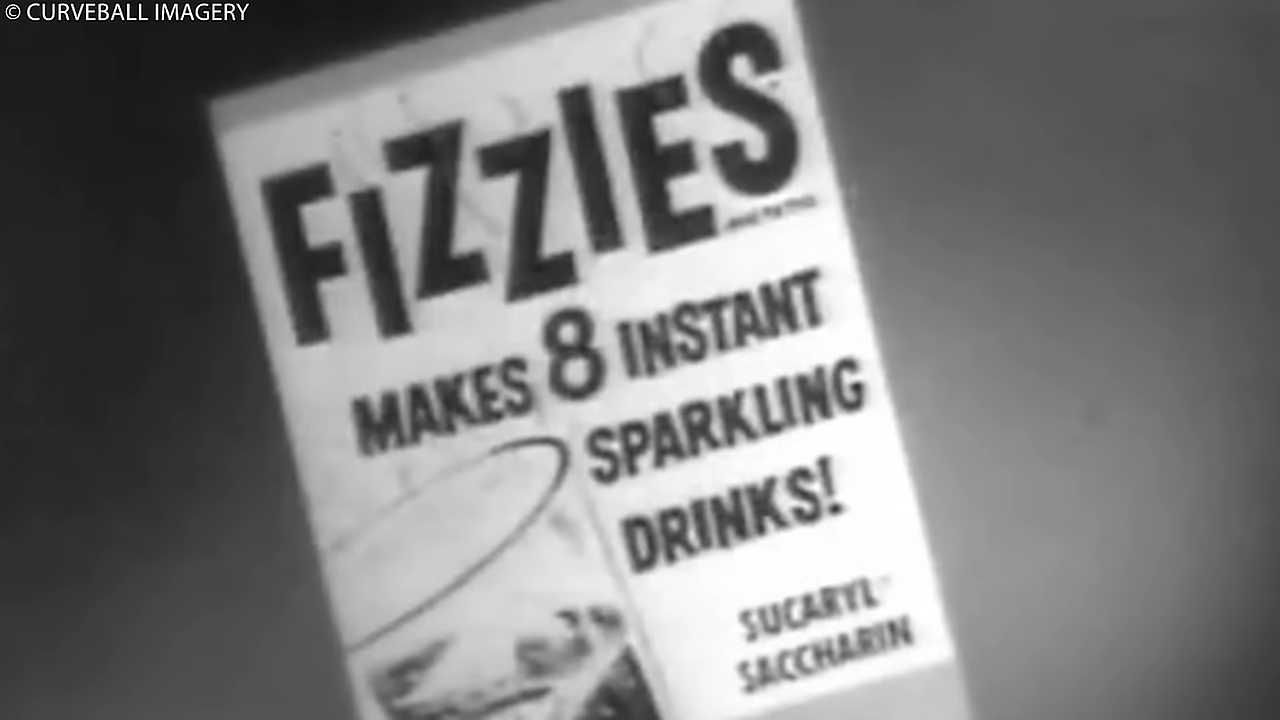 © CURVEBALL IMAGERY
FIZZIES
MAKES 8 INSTANT
SPARKLING
DRINKS!
SUCARYL
SACCHARIN